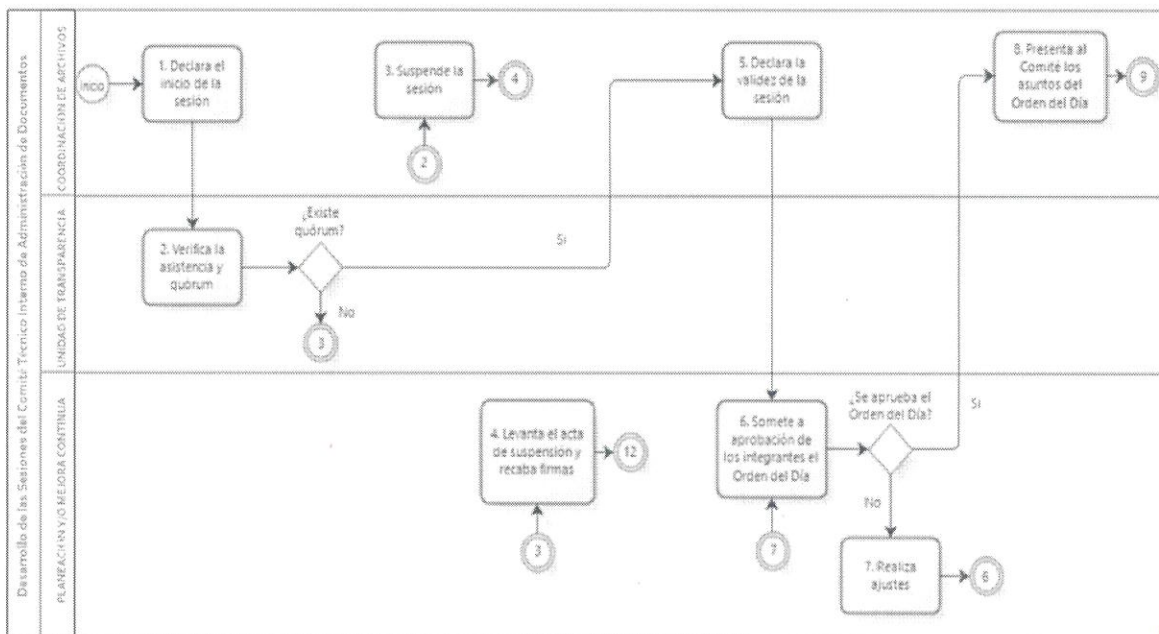 Desarrollo de las Sesiones del Comité Técnico Interno de Administración de Documentos
COORDINACIÓN DE ARCHIVOS
Inicio
1. Declara el
inicio de la
sesión
3. Suspende la
sesión
4
2
5. Declara la
validez de la
sesión
8. Presenta al
Comité los
asuntos del
Orden del Día
9
UNIDAD DE TRANSPARENCIA
2. Verifica la
asistencia y
quórum
¿Existe
quórum?
Si
No
3
PLANEACIÓN Y/O MEJORA CONTINUA
4. Levanta el acta
de suspensión y
recaba firmas
12
3
6. Somete a
aprobación de
los integrantes el
Orden del Día
7
¿Se aprueba el
Orden del Día?
Si
No
7. Realiza
ajustes
6